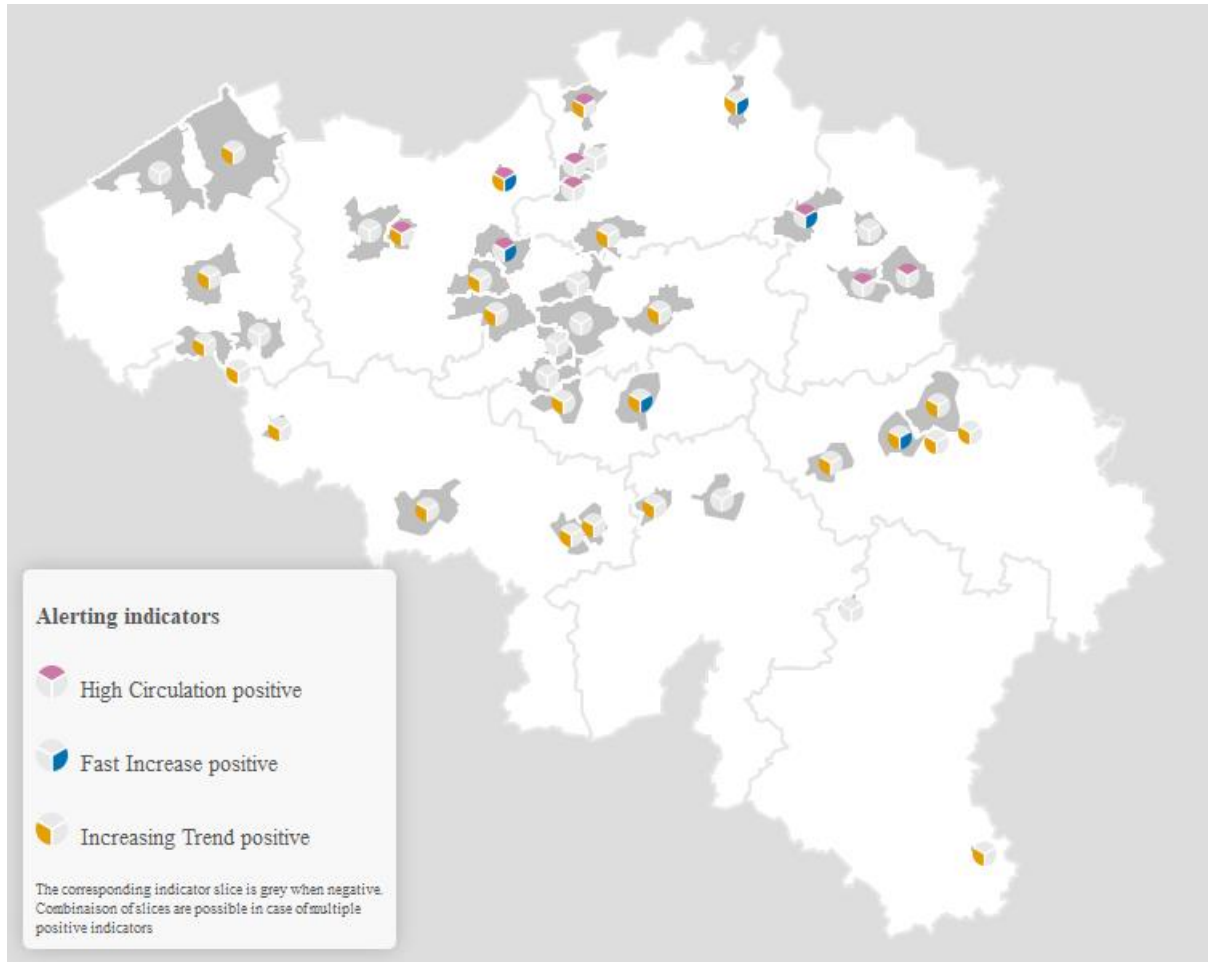 Alerting indicators
High Circulation positive
Fast Increase positive
Increasing Trend positive
The corresponding indicator slice is grey when negative.
Combinaison of slices are possible in case of multiple
positive indicators